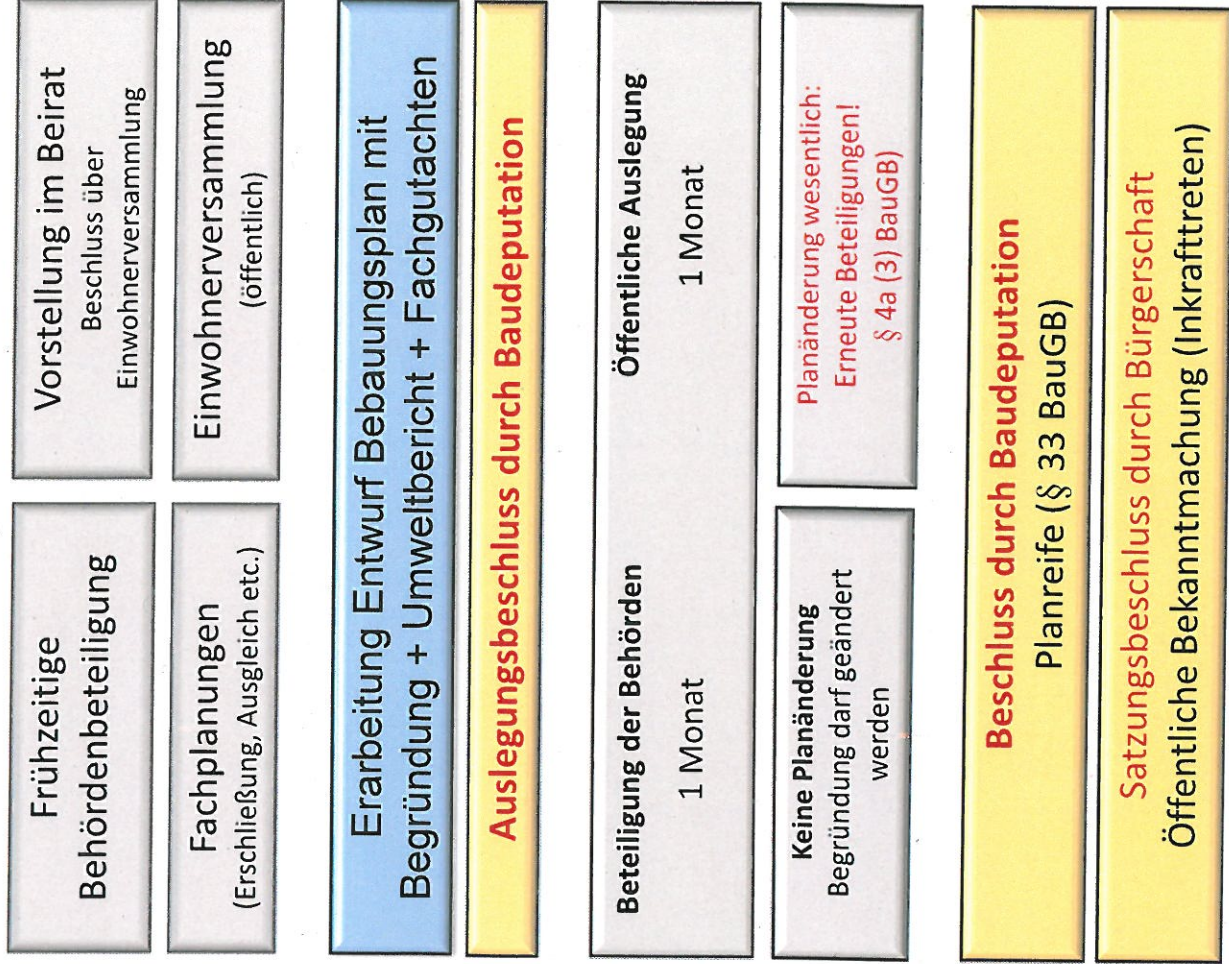 Frühzeitige
Behördenbeteiligung
Vorstellung im Beirat
Beschluss über
Einwohnerversammlung
Fachplanungen
(Erschließung, Ausgleich etc.)
Einwohnerversammlung
(öffentlich)
Erarbeitung Entwurf Bebauungsplan mit
Begründung + Umweltbericht + Fachgutachten
Auslegungsbeschluss durch Baudeputation
Beteiligung der Behörden
1 Monat
Öffentliche Auslegung
1 Monat
Keine Planänderung
Begründung darf geändert
werden
Planänderung wesentlich:
Erneute Beteiligungen!
§ 4a (3) BauGB)
Beschluss durch Baudeputation
Planreife (§ 33 BauGB)
Satzungsbeschluss durch Bürgerschaft
Öffentliche Bekanntmachung (Inkrafttreten)